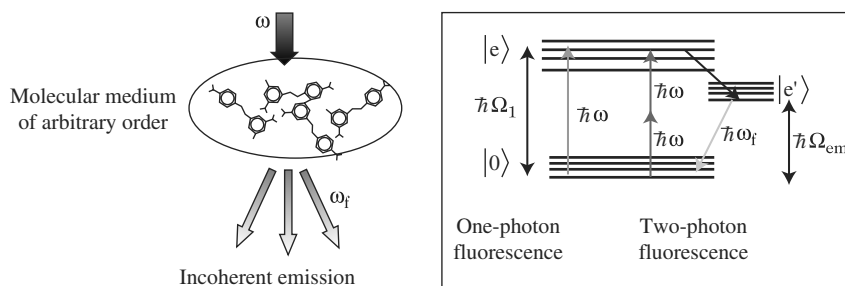 ω
Molecular medium
of arbitrary order
ω_f
Incoherent emission
|e⟩
|e'⟩
ħΩ₁
ħω
ħω
ħω
ħω_f
ħΩ_em
|0⟩
One-photon
fluorescence
Two-photon
fluorescence